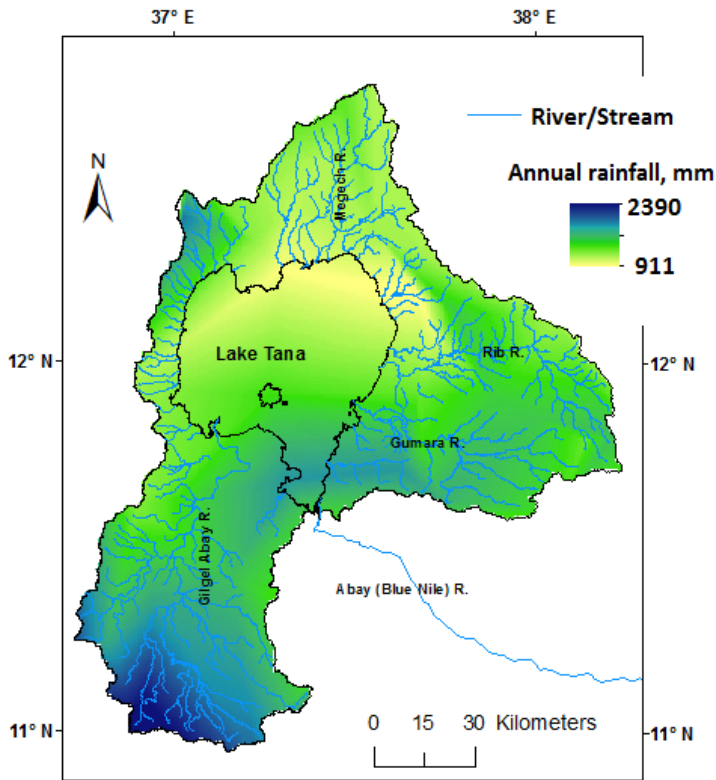 37° E
38° E
River/Stream
N
Annual rainfall, mm
2390
911
Megech R.
12° N
Lake Tana
Rib R.
12° N
Gumara R.
Gilgel Abay R.
Abay (Blue Nile) R.
11° N
0 15 30 Kilometers
11° N